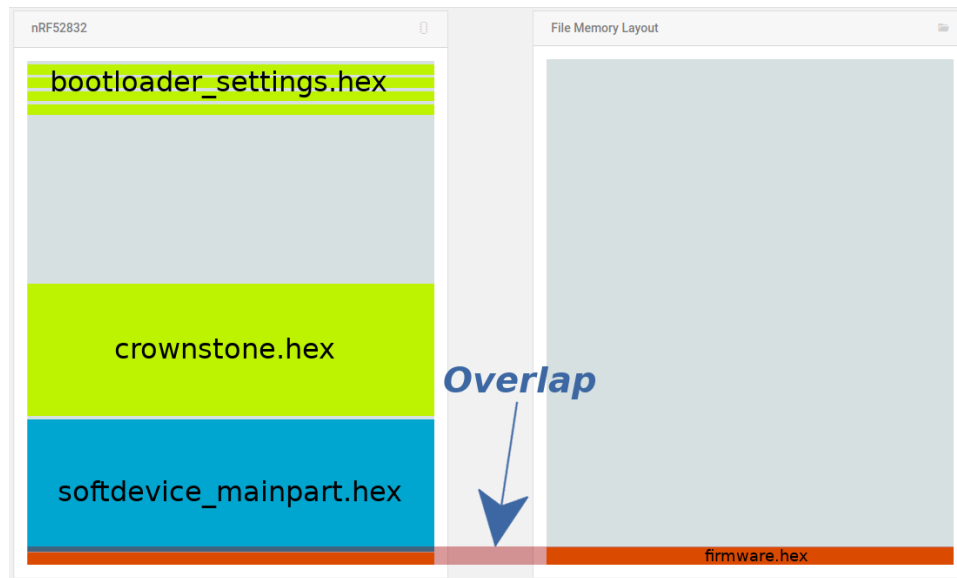 nRF52832
File Memory Layout
bootloader_settings.hex
crownstone.hex
Overlap
softdevice_mainpart.hex
firmware.hex